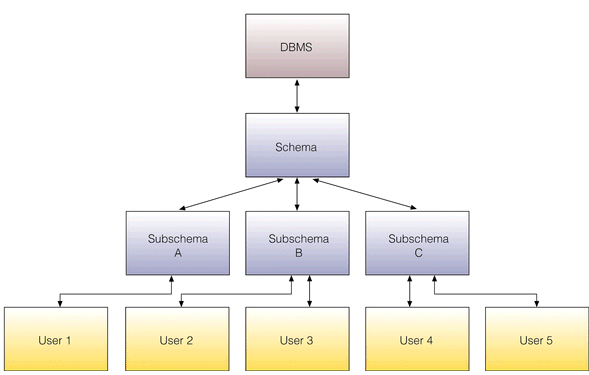 DBMS
Schema
Subschema
A
Subschema
B
Subschema
C
User 1
User 2
User 3
User 4
User 5